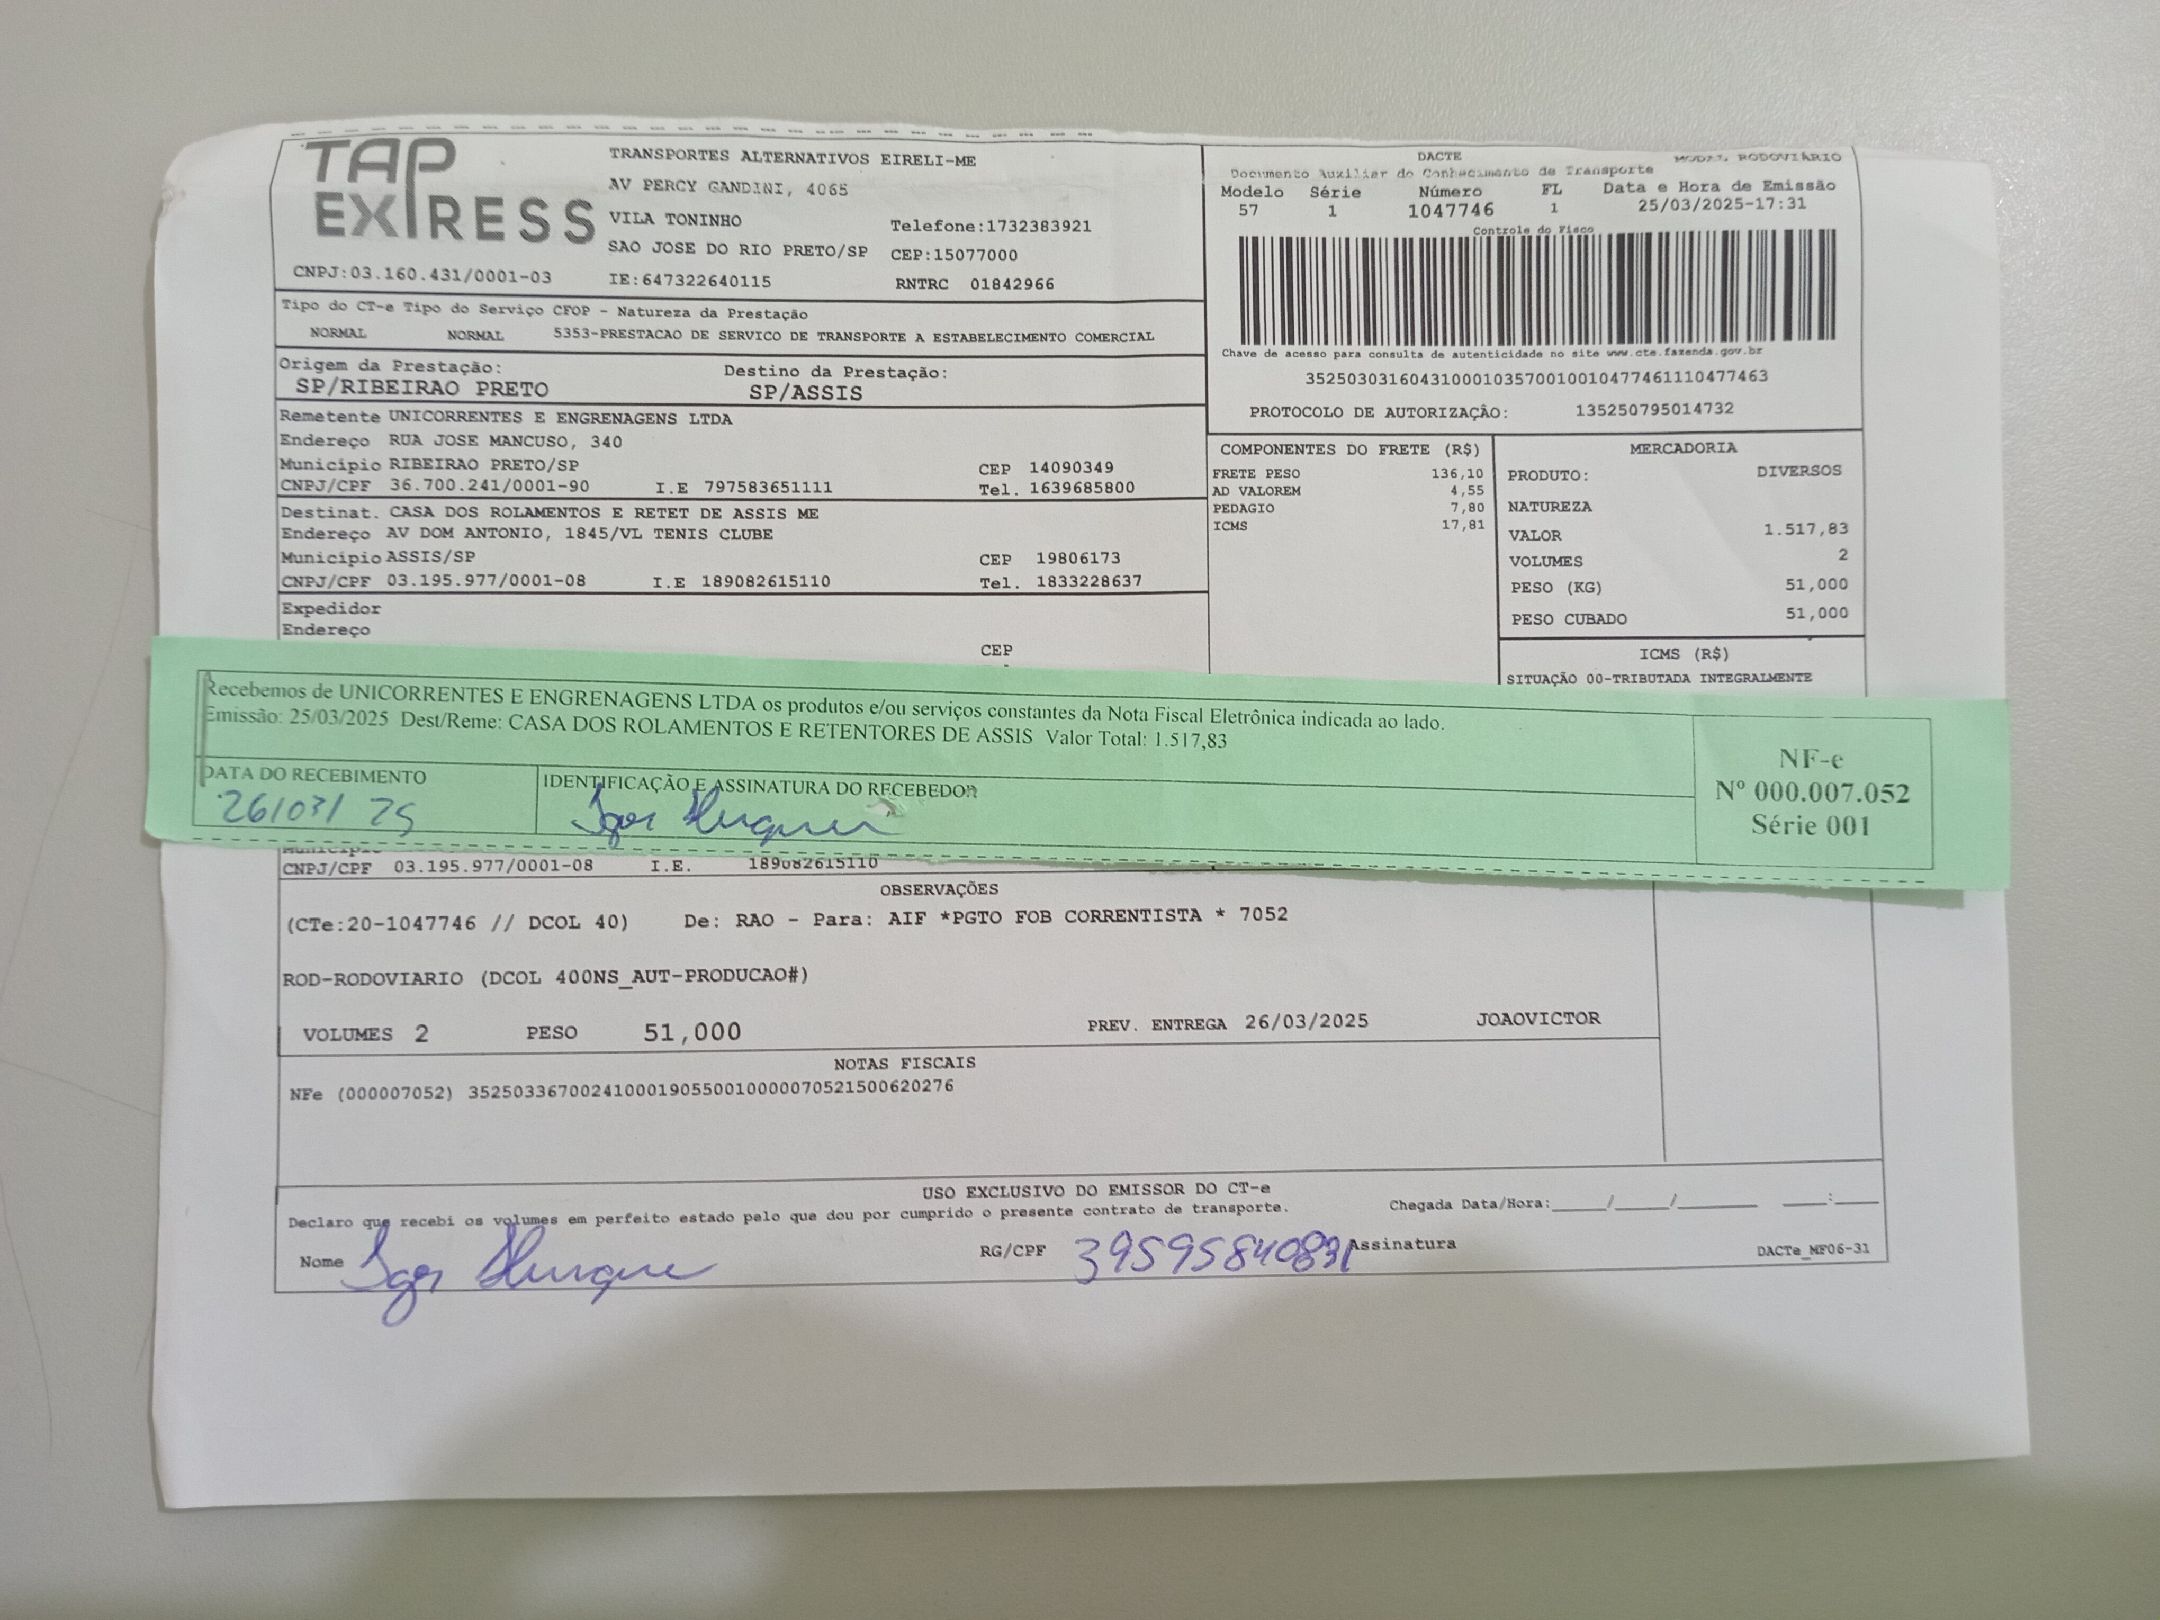 TAP EXPRESS
TRANSPORTES ALTERNATIVOS EIRELI-ME
AV PERCY GANDINI, 4065
VILA TONINHO Telefone:1732383921
SAO JOSE DO RIO PRETO/SP CEP:15077000
CNPJ:03.160.431/0001-03 IE:647322640115 RNTRC 01842966
DACTE MODAL RODOVIÁRIO
Documento Auxiliar do Conhecimento de Transporte
Modelo Série Número FL Data e Hora de Emissão
57 1 1047746 1 25/03/2025-17:31
Controle do Fisco
Chave de acesso para consulta de autenticidade no site www.cte.fazenda.gov.br
35250303160431000103570010010477461110477463
PROTOCOLO DE AUTORIZAÇÃO: 135250795014732
Tipo do CT-e Tipo do Serviço CFOP - Natureza da Prestação
NORMAL NORMAL 5353-PRESTACAO DE SERVICO DE TRANSPORTE A ESTABELECIMENTO COMERCIAL
Origem da Prestação: Destino da Prestação:
SP/RIBEIRAO PRETO SP/ASSIS
Remetente UNICORRENTES E ENGRENAGENS LTDA
Endereço RUA JOSE MANCUSO, 340
Município RIBEIRAO PRETO/SP CEP 14090349
CNPJ/CPF 36.700.241/0001-90 I.E 797583651111 Tel. 1639685800
Destinat. CASA DOS ROLAMENTOS E RETET DE ASSIS ME
Endereço AV DOM ANTONIO, 1845/VL TENIS CLUBE
Município ASSIS/SP CEP 19806173
CNPJ/CPF 03.195.977/0001-08 I.E 189082615110 Tel. 1833228637
Expedidor
Endereço
CEP
COMPONENTES DO FRETE (R$)
FRETE PESO 136,10
AD VALOREM 4,55
PEDAGIO 7,80
ICMS 17,81
MERCADORIA
PRODUTO: DIVERSOS
NATUREZA
VALOR 1.517,83
VOLUMES 2
PESO (KG) 51,000
PESO CUBADO 51,000
ICMS (R$)
SITUAÇÃO 00-TRIBUTADA INTEGRALMENTE
Recebemos de UNICORRENTES E ENGRENAGENS LTDA os produtos e/ou serviços constantes da Nota Fiscal Eletrônica indicada ao lado.
Emissão: 25/03/2025 Dest/Reme: CASA DOS ROLAMENTOS E RETENTORES DE ASSIS Valor Total: 1.517,83
DATA DO RECEBIMENTO IDENTIFICAÇÃO E ASSINATURA DO RECEBEDOR
26/03/25 Igor
NF-e
Nº 000.007.052
Série 001
Município
CNPJ/CPF 03.195.977/0001-08 I.E. 189082615110
OBSERVAÇÕES
(CTe:20-1047746 // DCOL 40) De: RAO - Para: AIF *PGTO FOB CORRENTISTA * 7052
ROD-RODOVIARIO (DCOL 400NS_AUT-PRODUCAO#)
VOLUMES 2 PESO 51,000 PREV. ENTREGA 26/03/2025 JOAOVICTOR
NOTAS FISCAIS
NFe (000007052) 35250336700241000190550010000070521500620276
USO EXCLUSIVO DO EMISSOR DO CT-e
Declaro que recebi os volumes em perfeito estado pelo que dou por cumprido o presente contrato de transporte. Chegada Data/Hora:_____/_____/_______ ____:____
Nome Igor RG/CPF 39595840831 Assinatura DACTe_MF06-31